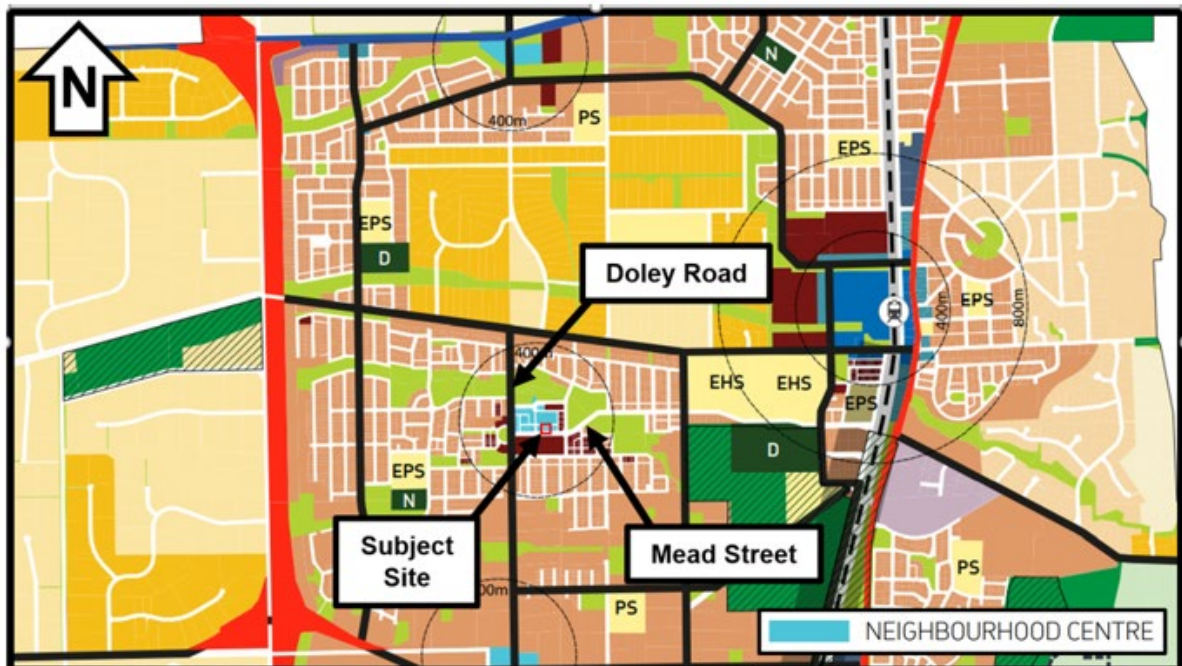 N
400m
N
PS
EPS
EPS
D
Doley Road
400m
800m
EPS
400m
EHS
EHS
EPS
D
EPS
N
Subject
Site
Mead Street
PS
PS
NEIGHBOURHOOD CENTRE